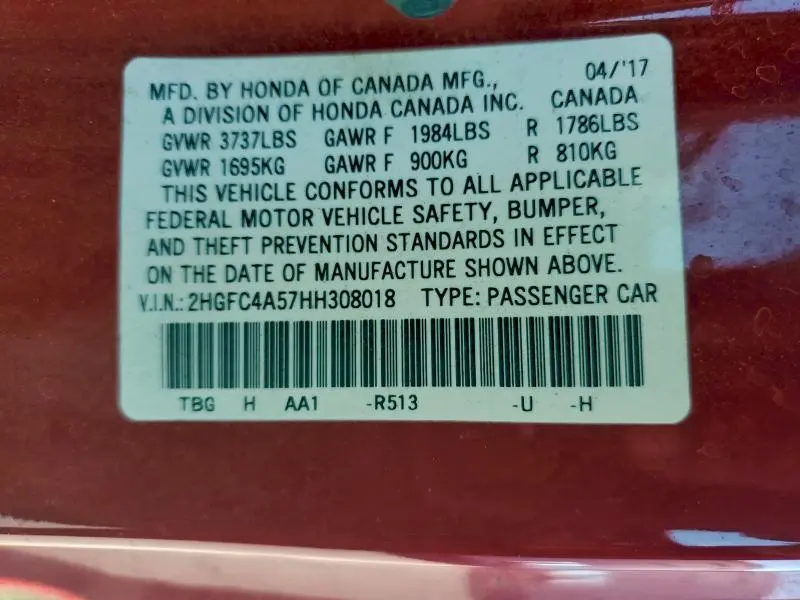 MFD. BY HONDA OF CANADA MFG., 04/'17
A DIVISION OF HONDA CANADA INC. CANADA
GVWR 3737LBS GAWR F 1984LBS R 1786LBS
GVWR 1695KG GAWR F 900KG R 810KG
THIS VEHICLE CONFORMS TO ALL APPLICABLE
FEDERAL MOTOR VEHICLE SAFETY, BUMPER,
AND THEFT PREVENTION STANDARDS IN EFFECT
ON THE DATE OF MANUFACTURE SHOWN ABOVE.
V.I.N.: 2HGFC4A57HH308018 TYPE: PASSENGER CAR
TBG H AA1 -R513 -U -H